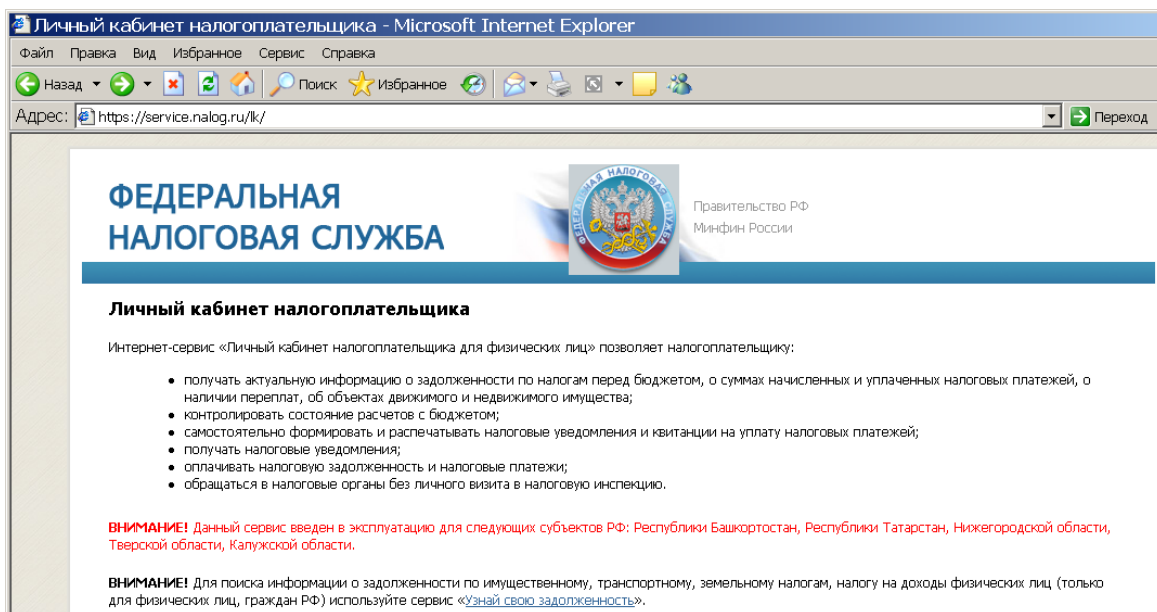 Личный кабинет налогоплательщика - Microsoft Internet Explorer
Файл Правка Вид Избранное Сервис Справка
Назад Поиск Избранное
Адрес: https://service.nalog.ru/lk/ Переход
ФЕДЕРАЛЬНАЯ
НАЛОГОВАЯ СЛУЖБА
ФЕДЕРАЛЬНАЯ НАЛОГОВАЯ СЛУЖБА
Правительство РФ
Минфин России
Личный кабинет налогоплательщика
Интернет-сервис «Личный кабинет налогоплательщика для физических лиц» позволяет налогоплательщику:
• получать актуальную информацию о задолженности по налогам перед бюджетом, о суммах начисленных и уплаченных налоговых платежей, о
наличии переплат, об объектах движимого и недвижимого имущества;
• контролировать состояние расчетов с бюджетом;
• самостоятельно формировать и распечатывать налоговые уведомления и квитанции на уплату налоговых платежей;
• получать налоговые уведомления;
• оплачивать налоговую задолженность и налоговые платежи;
• обращаться в налоговые органы без личного визита в налоговую инспекцию.
ВНИМАНИЕ! Данный сервис введен в эксплуатацию для следующих субъектов РФ: Республики Башкортостан, Республики Татарстан, Нижегородской области,
Тверской области, Калужской области.
ВНИМАНИЕ! Для поиска информации о задолженности по имущественному, транспортному, земельному налогам, налогу на доходы физических лиц (только
для физических лиц, граждан РФ) используйте сервис «Узнай свою задолженность».